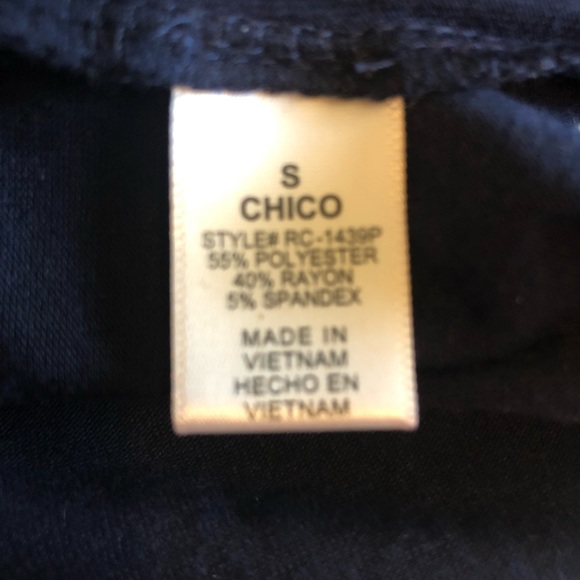 S
CHICO
STYLE# RC-1439P
55% POLYESTER
40% RAYON
5% SPANDEX
MADE IN
VIETNAM
HECHO EN
VIETNAM